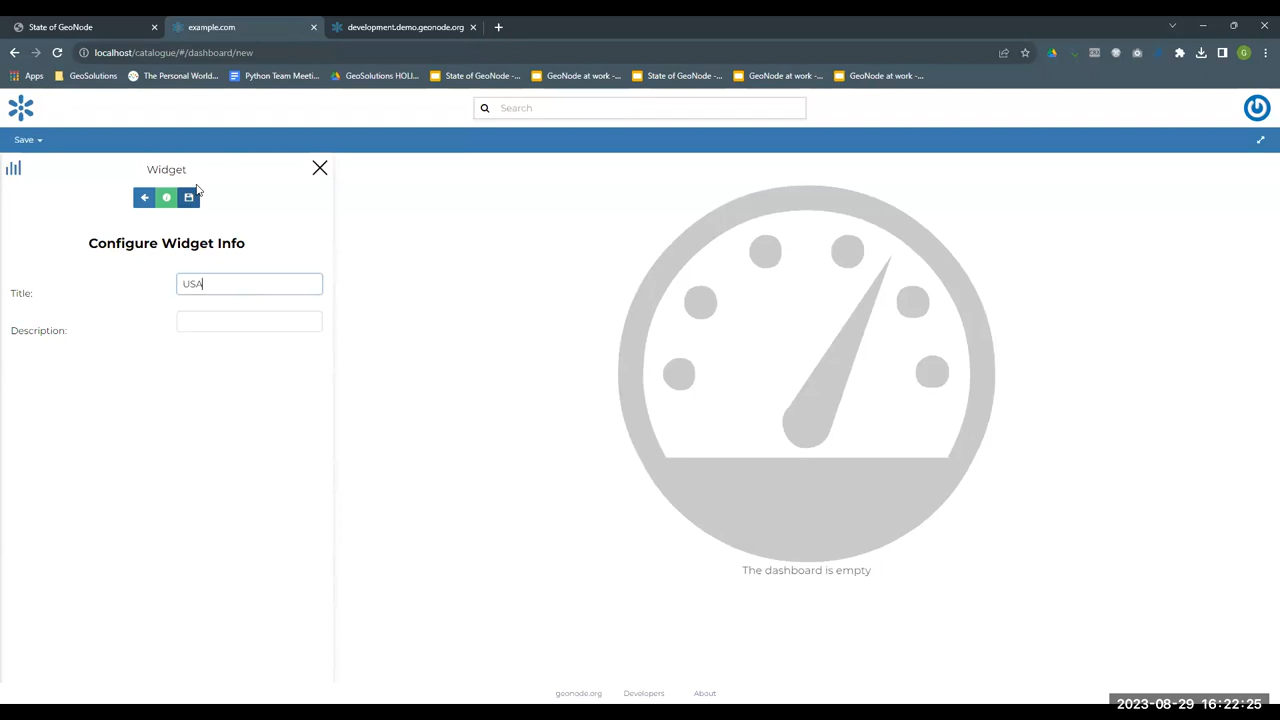 State of GeoNode
example.com
development.demo.geonode.org
localhost/catalogue/#/dashboard/new
G
Apps
GeoSolutions
The Personal World...
Python Team Meeti...
GeoSolutions HOLI...
State of GeoNode -...
GeoNode at work -...
State of GeoNode -...
GeoNode at work -...
GeoNode at work -...
Search
Save
Widget
Configure Widget Info
Title:
USA
Description:
The dashboard is empty
geonode.org
Developers
About
2023-08-29 16:22:25